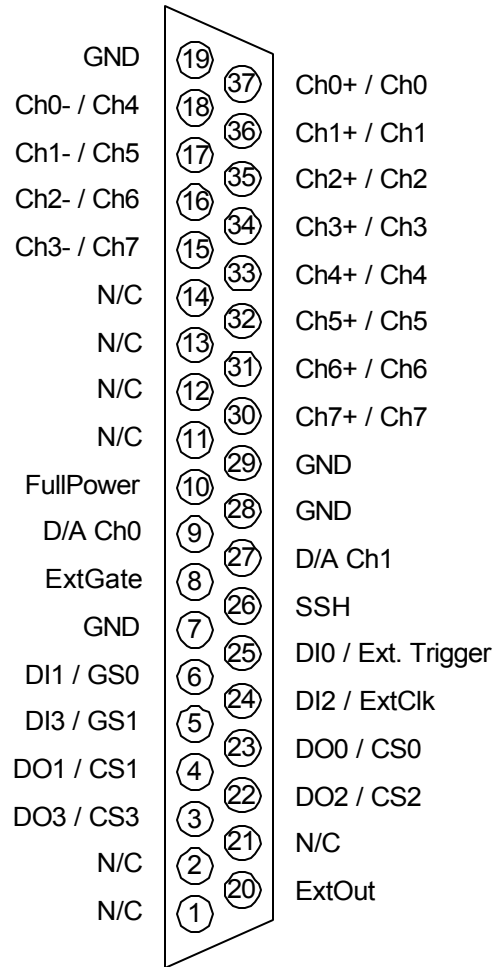 GND 19
37 Ch0+ / Ch0
Ch0- / Ch4 18
36 Ch1+ / Ch1
Ch1- / Ch5 17
35 Ch2+ / Ch2
Ch2- / Ch6 16
34 Ch3+ / Ch3
Ch3- / Ch7 15
33 Ch4+ / Ch4
N/C 14
32 Ch5+ / Ch5
N/C 13
31 Ch6+ / Ch6
N/C 12
30 Ch7+ / Ch7
N/C 11
29 GND
FullPower 10
28 GND
D/A Ch0 9
27 D/A Ch1
ExtGate 8
26 SSH
GND 7
25 DI0 / Ext. Trigger
DI1 / GS0 6
24 DI2 / ExtClk
DI3 / GS1 5
23 DO0 / CS0
DO1 / CS1 4
22 DO2 / CS2
DO3 / CS3 3
21 N/C
N/C 2
20 ExtOut
N/C 1